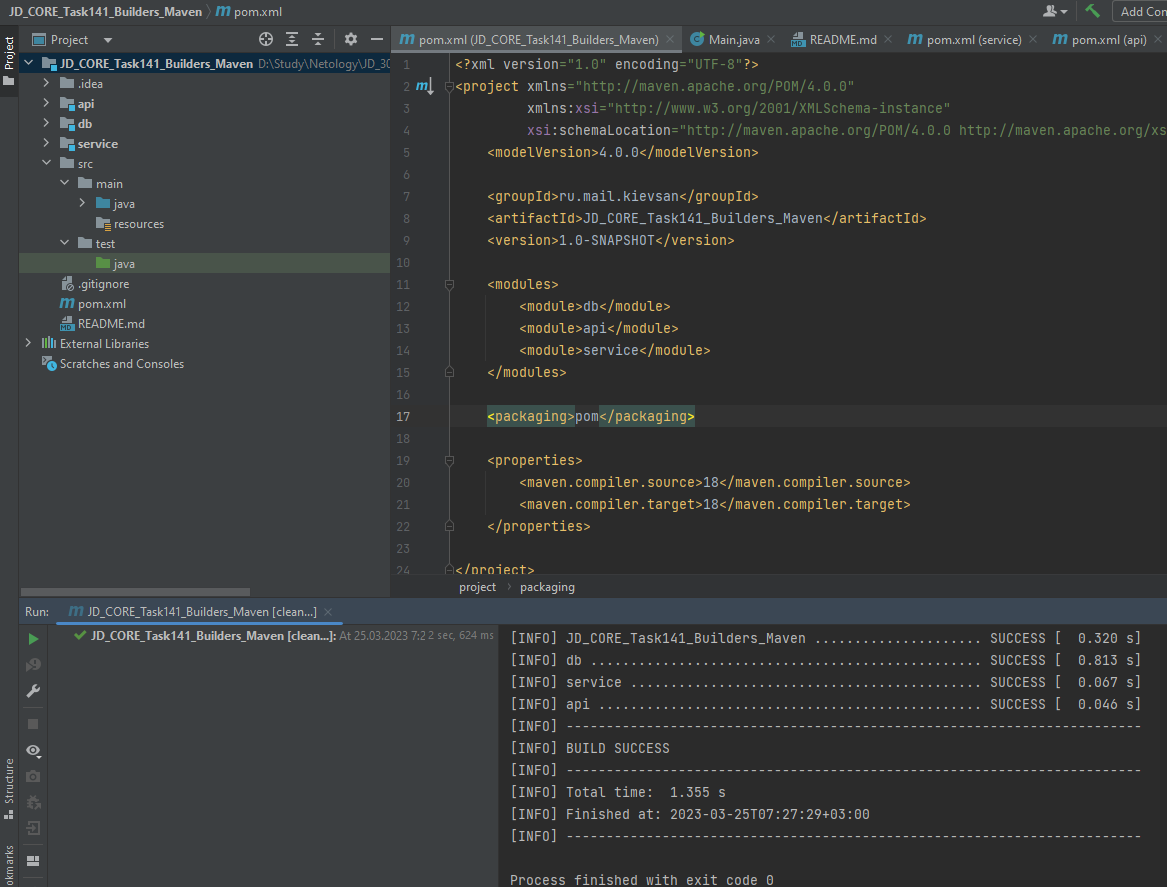 JD_CORE_Task141_Builders_Maven pom.xml
Add Con
Project
Project
pom.xml (JD_CORE_Task141_Builders_Maven)
Main.java
README.md
pom.xml (service)
pom.xml (api)
JD_CORE_Task141_Builders_Maven D:\Study\Netology\JD_30
.idea
api
db
service
src
main
java
resources
test
java
.gitignore
pom.xml
README.md
External Libraries
Scratches and Consoles
1 <?xml version="1.0" encoding="UTF-8"?>
2 <project xmlns="http://maven.apache.org/POM/4.0.0"
3 xmlns:xsi="http://www.w3.org/2001/XMLSchema-instance"
4 xsi:schemaLocation="http://maven.apache.org/POM/4.0.0 http://maven.apache.org/xs
5 <modelVersion>4.0.0</modelVersion>
6
7 <groupId>ru.mail.kievsan</groupId>
8 <artifactId>JD_CORE_Task141_Builders_Maven</artifactId>
9 <version>1.0-SNAPSHOT</version>
10
11 <modules>
12 <module>db</module>
13 <module>api</module>
14 <module>service</module>
15 </modules>
16
17 <packaging>pom</packaging>
18
19 <properties>
20 <maven.compiler.source>18</maven.compiler.source>
21 <maven.compiler.target>18</maven.compiler.target>
22 </properties>
23
24 </project>
project › packaging
Run: JD_CORE_Task141_Builders_Maven [clean...]
JD_CORE_Task141_Builders_Maven [clean...]: At 25.03.2023 7:2 2 sec, 624 ms
[INFO] JD_CORE_Task141_Builders_Maven ..................... SUCCESS [  0.320 s]
[INFO] db ................................................. SUCCESS [  0.813 s]
[INFO] service ............................................ SUCCESS [  0.067 s]
[INFO] api ................................................ SUCCESS [  0.046 s]
[INFO] ------------------------------------------------------------------------
[INFO] BUILD SUCCESS
[INFO] ------------------------------------------------------------------------
[INFO] Total time:  1.355 s
[INFO] Finished at: 2023-03-25T07:27:29+03:00
[INFO] ------------------------------------------------------------------------
Process finished with exit code 0
Structure
okmarks